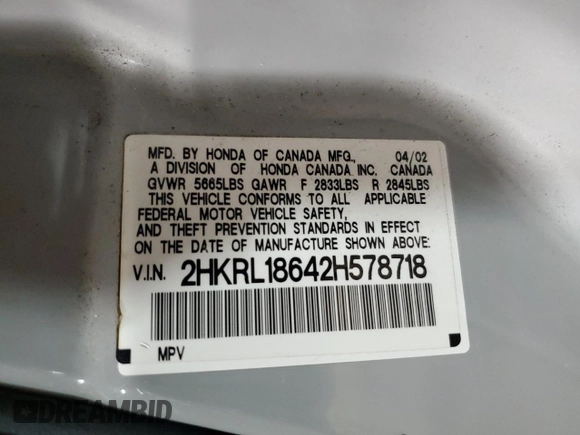 MFD. BY HONDA OF CANADA MFG., 04/02
A DIVISION OF HONDA CANADA INC. CANADA
GVWR 5665LBS GAWR F 2833LBS R 2845LBS
THIS VEHICLE CONFORMS TO ALL APPLICABLE
FEDERAL MOTOR VEHICLE SAFETY,
AND THEFT PREVENTION STANDARDS IN EFFECT
ON THE DATE OF MANUFACTURE SHOWN ABOVE:
V.I.N. 2HKRL18642H578718
MPV
DREAMBID